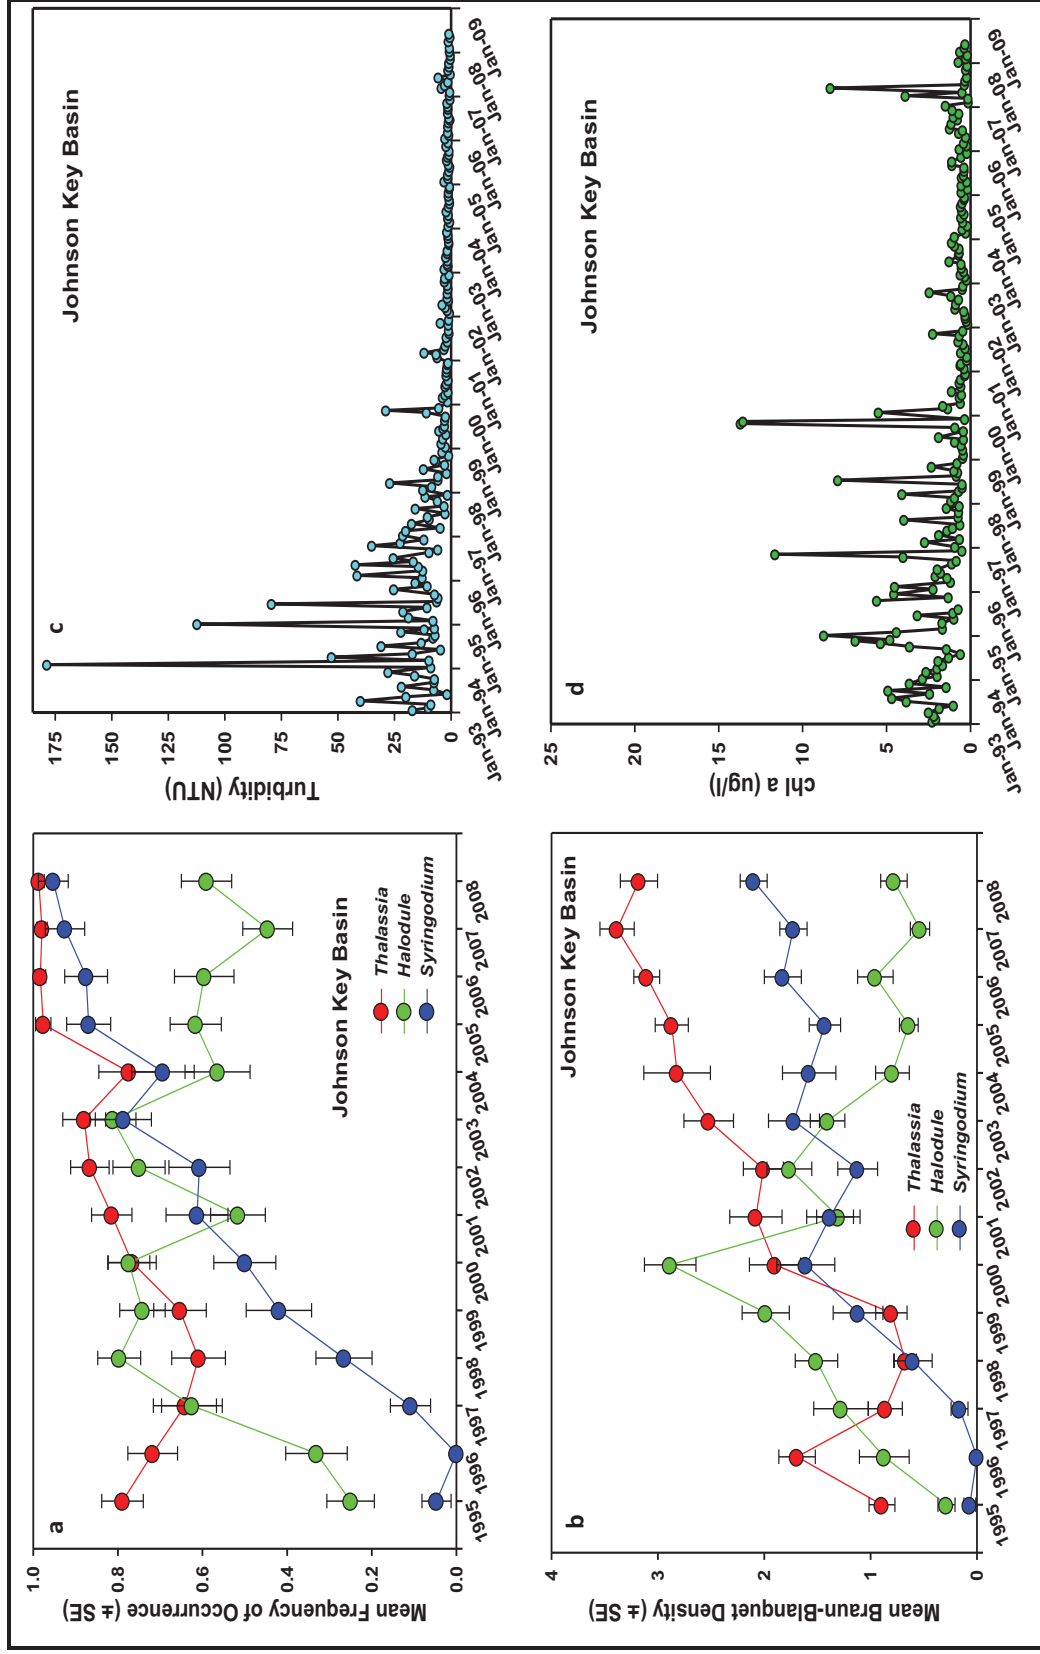 a
Mean Frequency of Occurrence (± SE)
1.0
0.8
0.6
0.4
0.2
0.0
1995
1996
1997
1998
1999
2000
2001
2002
2003
2004
2005
2006
2007
2008
Johnson Key Basin
Thalassia
Halodule
Syringodium
c
Turbidity (NTU)
175
150
125
100
75
50
25
0
Jan-93
Jan-94
Jan-95
Jan-96
Jan-97
Jan-98
Jan-99
Jan-00
Jan-01
Jan-02
Jan-03
Jan-04
Jan-05
Jan-06
Jan-07
Jan-08
Jan-09
Johnson Key Basin
b
Mean Braun-Blanquet Density (± SE)
4
3
2
1
0
1995
1996
1997
1998
1999
2000
2001
2002
2003
2004
2005
2006
2007
2008
Johnson Key Basin
Thalassia
Halodule
Syringodium
d
chl a (ug/l)
25
20
15
10
5
0
Jan-93
Jan-94
Jan-95
Jan-96
Jan-97
Jan-98
Jan-99
Jan-00
Jan-01
Jan-02
Jan-03
Jan-04
Jan-05
Jan-06
Jan-07
Jan-08
Jan-09
Johnson Key Basin